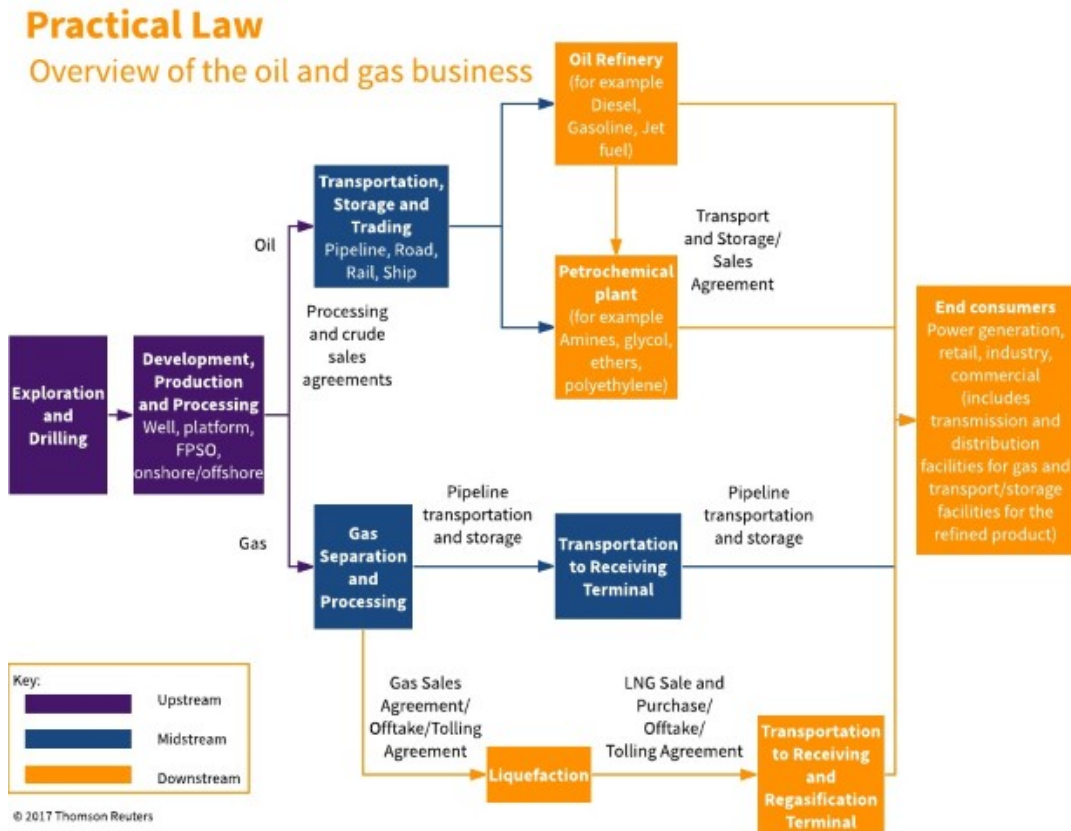 Practical Law
Overview of the oil and gas business
Oil Refinery
(for example
Diesel,
Gasoline, Jet
fuel)
Transportation,
Storage and
Trading
Pipeline, Road,
Rail, Ship
Oil
Transport
and Storage/
Sales
Agreement
Petrochemical
plant
(for example
Amines, glycol,
ethers,
polyethylene)
Processing
and crude
sales
agreements
End consumers
Power generation,
retail, industry,
commercial
(includes
transmission and
distribution
facilities for gas and
transport/storage
facilities for the
refined product)
Exploration
and
Drilling
Development,
Production
and Processing
Well, platform,
FPSO,
onshore/offshore
Gas
Gas
Separation
and
Processing
Pipeline
transportation
and storage
Transportation
to Receiving
Terminal
Pipeline
transportation
and storage
Key:
Upstream
Midstream
Downstream
Gas Sales
Agreement/
Offtake/Tolling
Agreement
Liquefaction
LNG Sale and
Purchase/
Offtake/
Tolling Agreement
Transportation
to Receiving
and
Regasification
Terminal
© 2017 Thomson Reuters